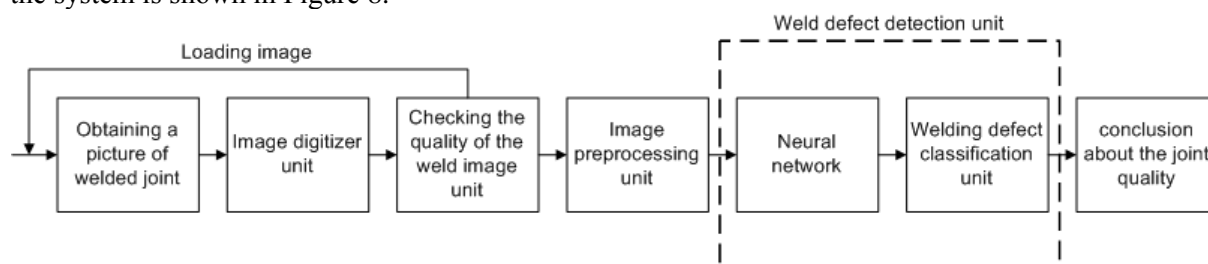 the system is shown in Figure 8.
Weld defect detection unit
Loading image
Obtaining a
picture of
welded joint
Image digitizer
unit
Checking the
quality of the
weld image
unit
Image
preprocessing
unit
Neural
network
Welding defect
classification
unit
conclusion
about the joint
quality